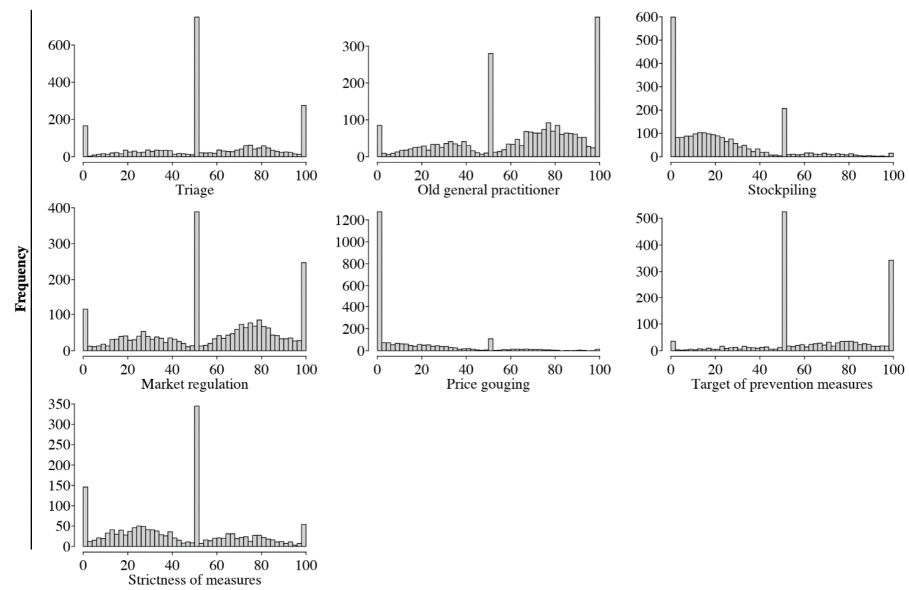 Frequency
600
400
200
0
0 20 40 60 80 100
Triage
300
200
100
0
0 20 40 60 80 100
Old general practitioner
600
500
400
300
200
100
0
0 20 40 60 80 100
Stockpiling
400
300
200
100
0
0 20 40 60 80 100
Market regulation
1200
1000
800
600
400
200
0
0 20 40 60 80 100
Price gouging
500
400
300
200
100
0
0 20 40 60 80 100
Target of prevention measures
350
300
250
200
150
100
50
0
0 20 40 60 80 100
Strictness of measures